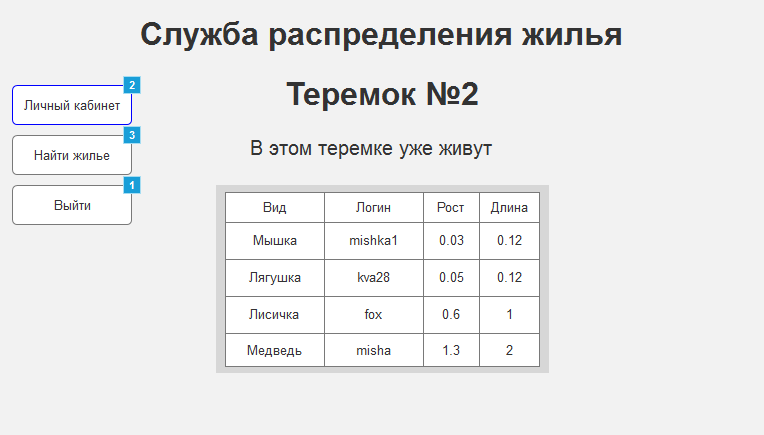 Служба распределения жилья
Теремок №2
2
Личный кабинет
3
Найти жилье
1
Выйти
В этом теремке уже живут
Вид Логин Рост Длина
Мышка mishka1 0.03 0.12
Лягушка kva28 0.05 0.12
Лисичка fox 0.6 1
Медведь misha 1.3 2